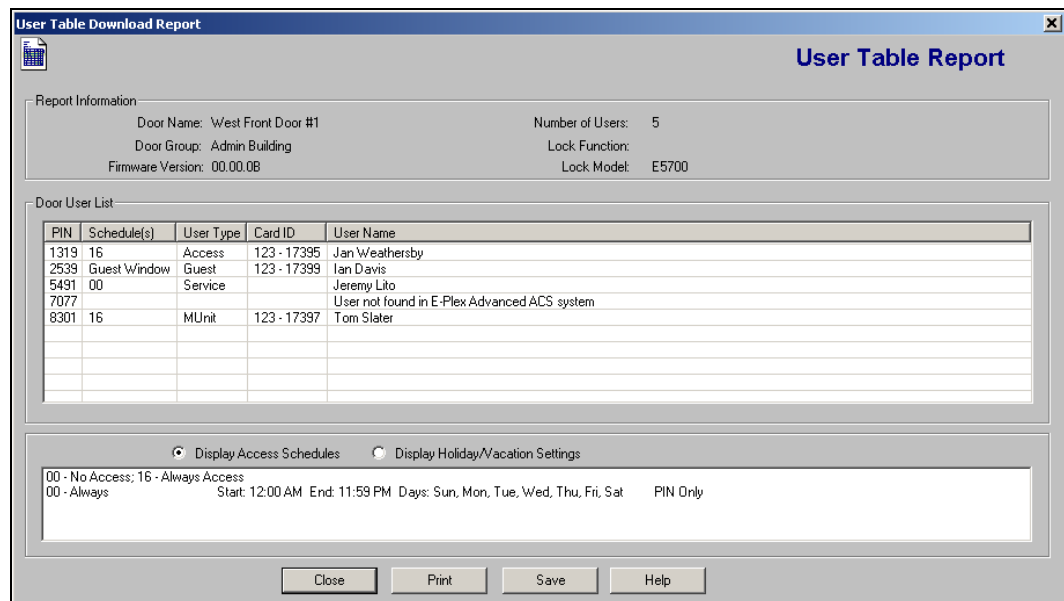 User Table Download Report
User Table Report
Report Information
Door Name: West Front Door #1 Number of Users: 5
Door Group: Admin Building Lock Function:
Firmware Version: 00.00.0B Lock Model: E5700
Door User List
PIN Schedule(s) User Type Card ID User Name
1319 16 Access 123 - 17395 Jan Weathersby
2539 Guest Window Guest 123 - 17399 Ian Davis
5491 00 Service Jeremy Lito
7077 User not found in E-Plex Advanced ACS system
8301 16 MUnit 123 - 17397 Tom Slater
Display Access Schedules Display Holiday/Vacation Settings
00 - No Access; 16 - Always Access
00 - Always Start: 12:00 AM End: 11:59 PM Days: Sun, Mon, Tue, Wed, Thu, Fri, Sat PIN Only
Close Print Save Help